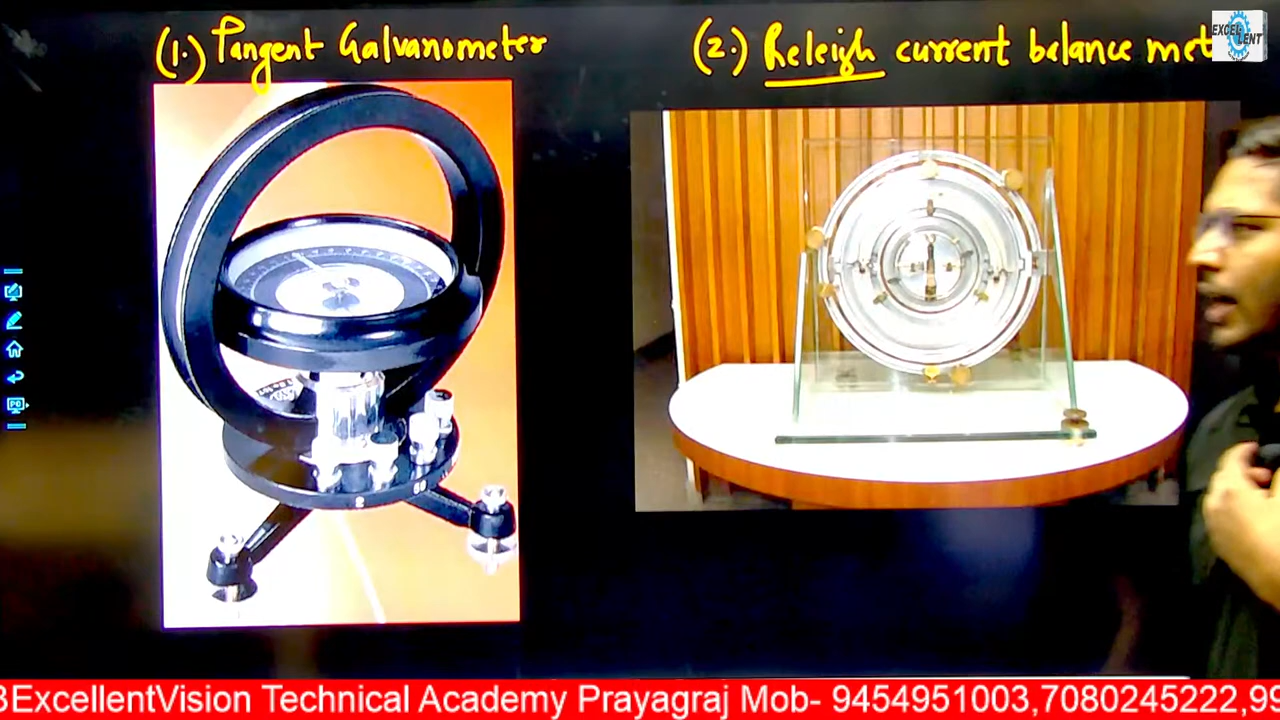 (1.) Tangent Galvanometer
(2.) Releigh current balance met
EXCEL
LENT
3ExcellentVision Technical Academy Prayagraj Mob- 9454951003,7080245222,99